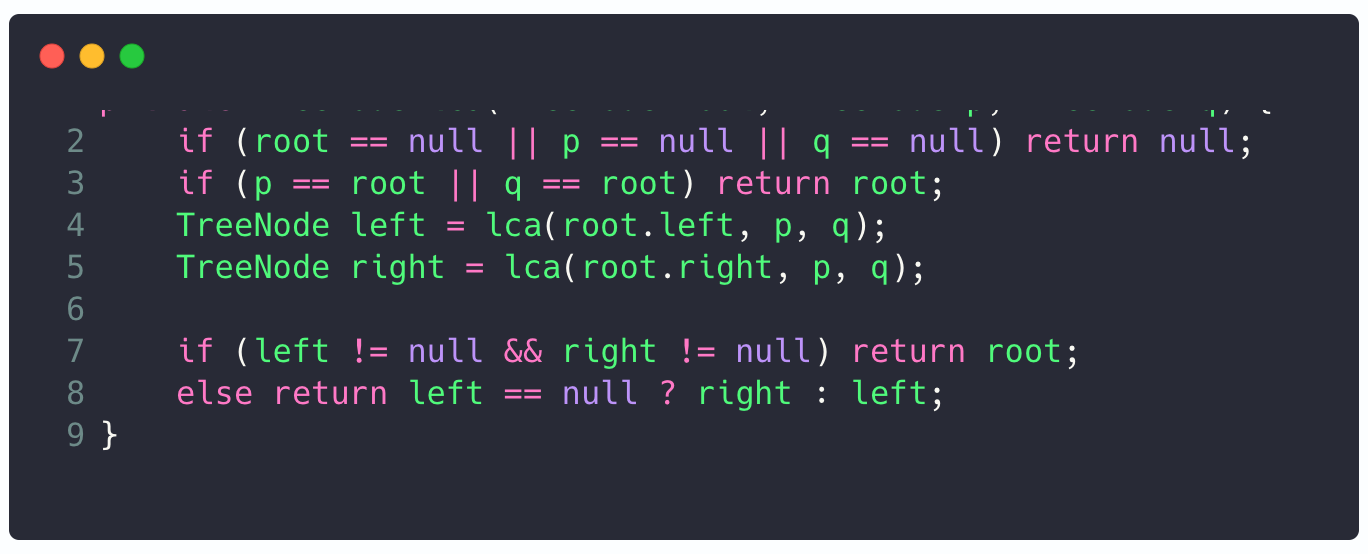 2    if (root == null || p == null || q == null) return null;
3    if (p == root || q == root) return root;
4    TreeNode left = lca(root.left, p, q);
5    TreeNode right = lca(root.right, p, q);
6
7    if (left != null && right != null) return root;
8    else return left == null ? right : left;
9 }